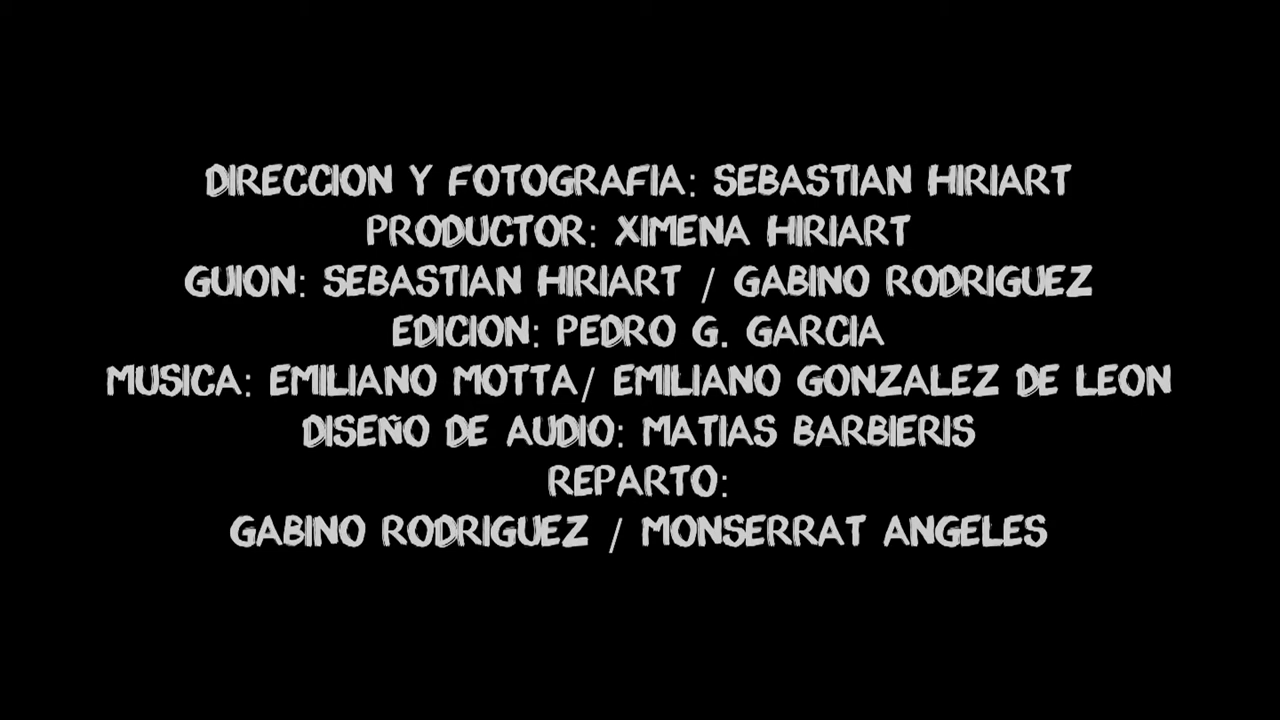 DIRECCION Y FOTOGRAFIA: SEBASTIAN HIRIART
PRODUCTOR: XIMENA HIRIART
GUION: SEBASTIAN HIRIART / GABINO RODRIGUEZ
EDICION: PEDRO G. GARCIA
MUSICA: EMILIANO MOTTA/ EMILIANO GONZALEZ DE LEON
DISEÑO DE AUDIO: MATIAS BARBIERIS
REPARTO:
GABINO RODRIGUEZ / MONSERRAT ANGELES